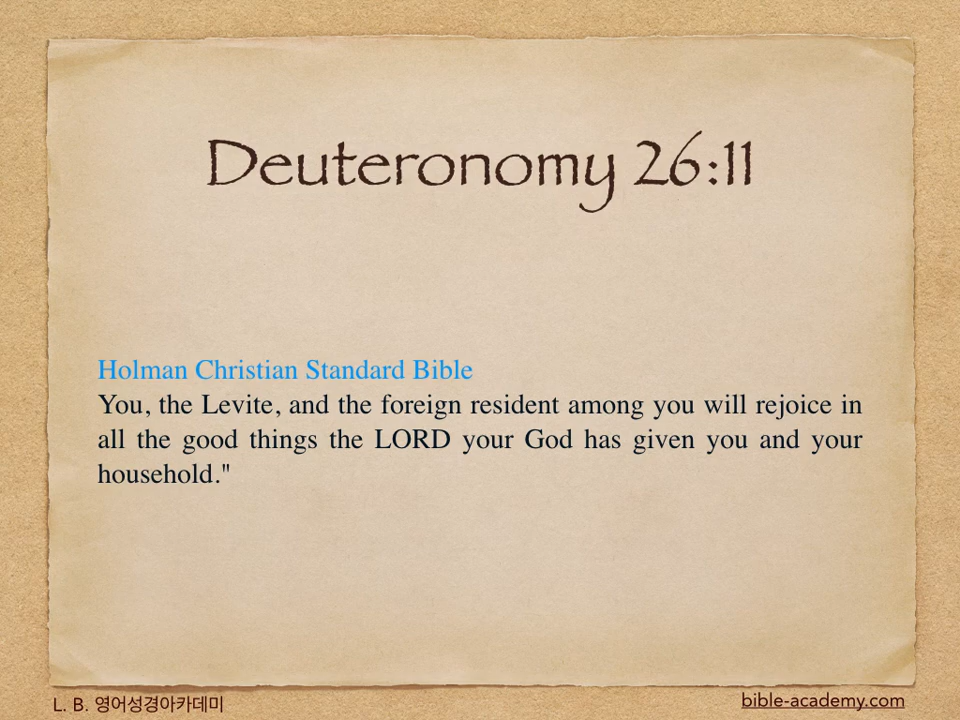 Deuteronomy 26:11
Holman Christian Standard Bible
You, the Levite, and the foreign resident among you will rejoice in
all the good things the LORD your God has given you and your
household."
L. B. 영어성경아카데미
bible-academy.com